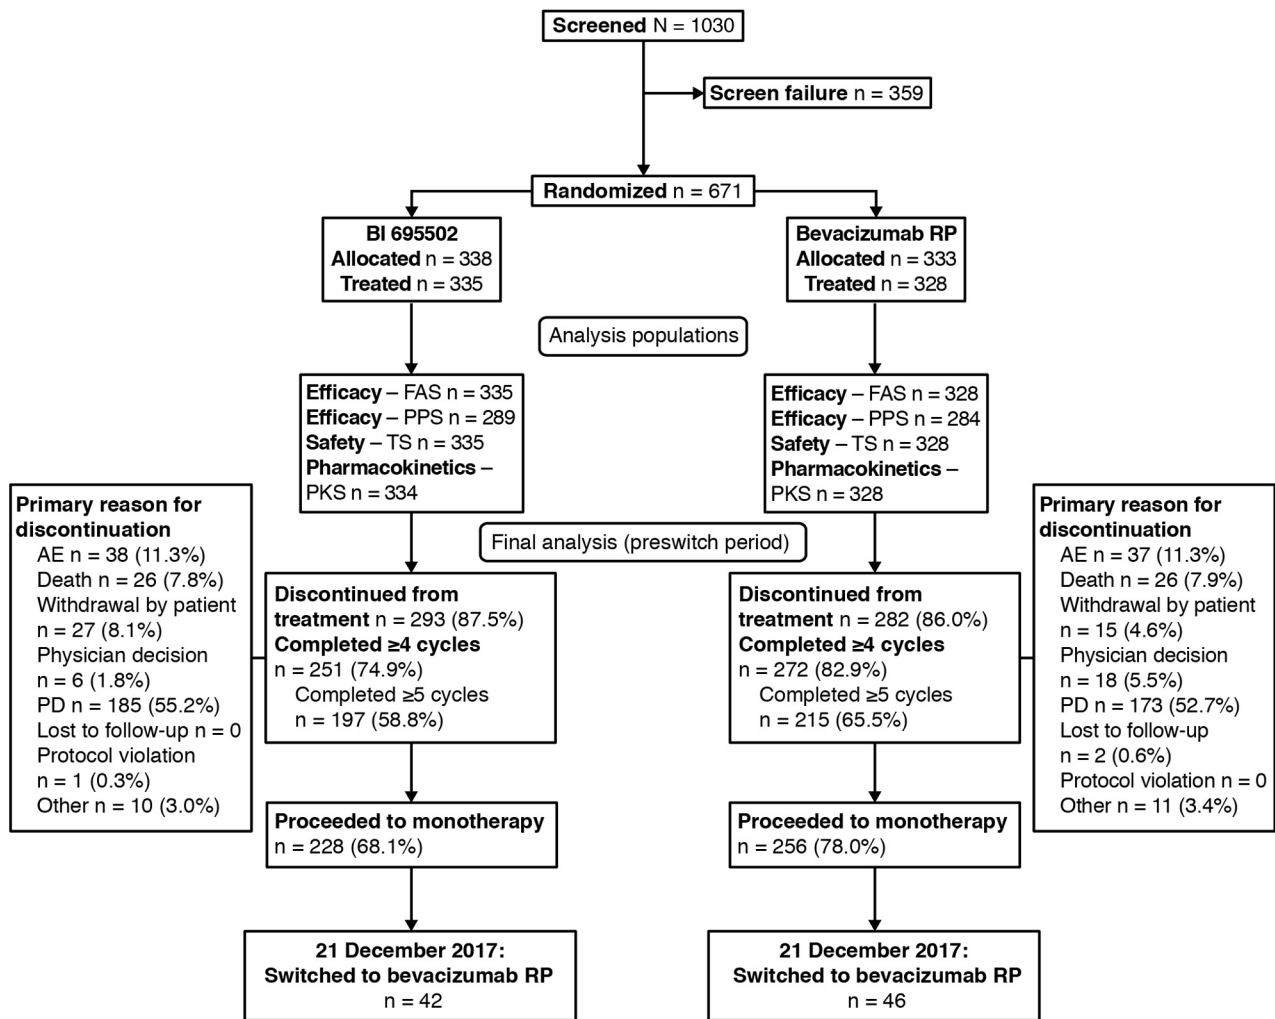 Screened N = 1030
Screen failure n = 359
Randomized n = 671
BI 695502
Allocated n = 338
Treated n = 335
Bevacizumab RP
Allocated n = 333
Treated n = 328
Analysis populations
Efficacy – FAS n = 335
Efficacy – PPS n = 289
Safety – TS n = 335
Pharmacokinetics –
PKS n = 334
Efficacy – FAS n = 328
Efficacy – PPS n = 284
Safety – TS n = 328
Pharmacokinetics –
PKS n = 328
Final analysis (preswitch period)
Primary reason for
discontinuation
AE n = 38 (11.3%)
Death n = 26 (7.8%)
Withdrawal by patient
n = 27 (8.1%)
Physician decision
n = 6 (1.8%)
PD n = 185 (55.2%)
Lost to follow-up n = 0
Protocol violation
n = 1 (0.3%)
Other n = 10 (3.0%)
Discontinued from
treatment n = 293 (87.5%)
Completed ≥4 cycles
n = 251 (74.9%)
Completed ≥5 cycles
n = 197 (58.8%)
Discontinued from
treatment n = 282 (86.0%)
Completed ≥4 cycles
n = 272 (82.9%)
Completed ≥5 cycles
n = 215 (65.5%)
Primary reason for
discontinuation
AE n = 37 (11.3%)
Death n = 26 (7.9%)
Withdrawal by patient
n = 15 (4.6%)
Physician decision
n = 18 (5.5%)
PD n = 173 (52.7%)
Lost to follow-up
n = 2 (0.6%)
Protocol violation n = 0
Other n = 11 (3.4%)
Proceeded to monotherapy
n = 228 (68.1%)
Proceeded to monotherapy
n = 256 (78.0%)
21 December 2017:
Switched to bevacizumab RP
n = 42
21 December 2017:
Switched to bevacizumab RP
n = 46